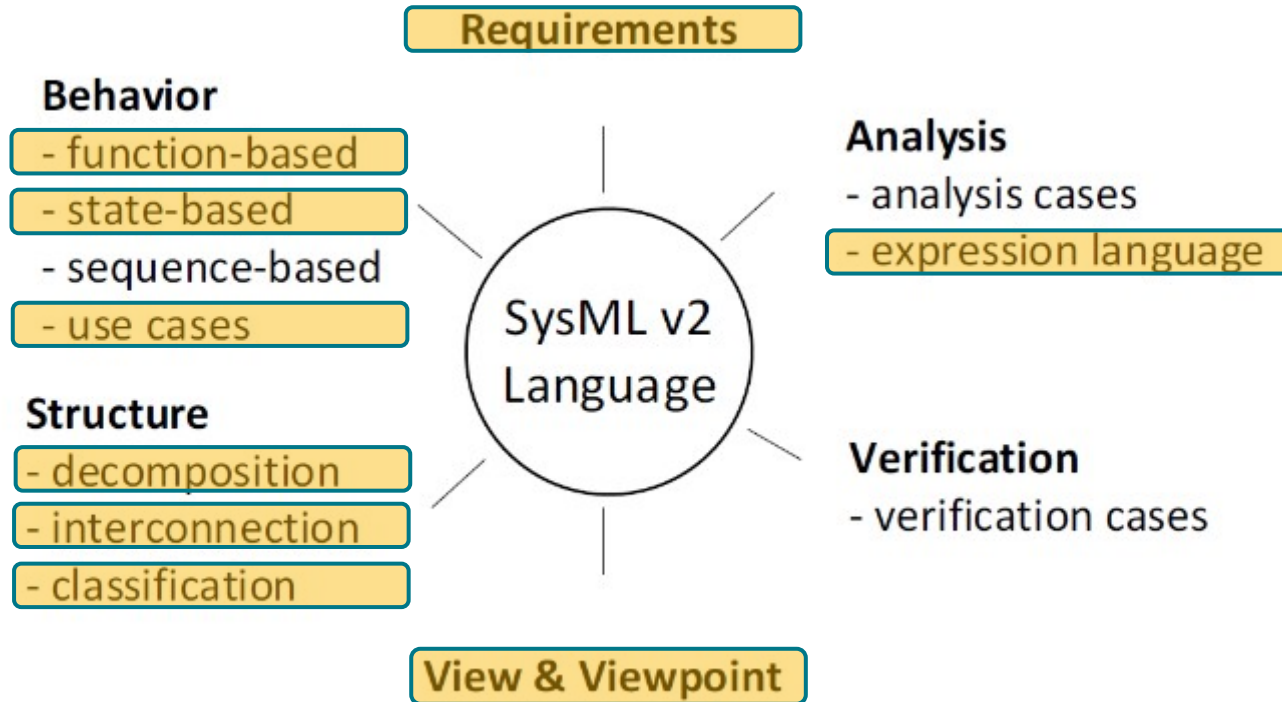 Requirements
Behavior
- function-based
- state-based
- sequence-based
- use cases
Structure
- decomposition
- interconnection
- classification
SysML v2
Language
Analysis
- analysis cases
- expression language
Verification
- verification cases
View & Viewpoint